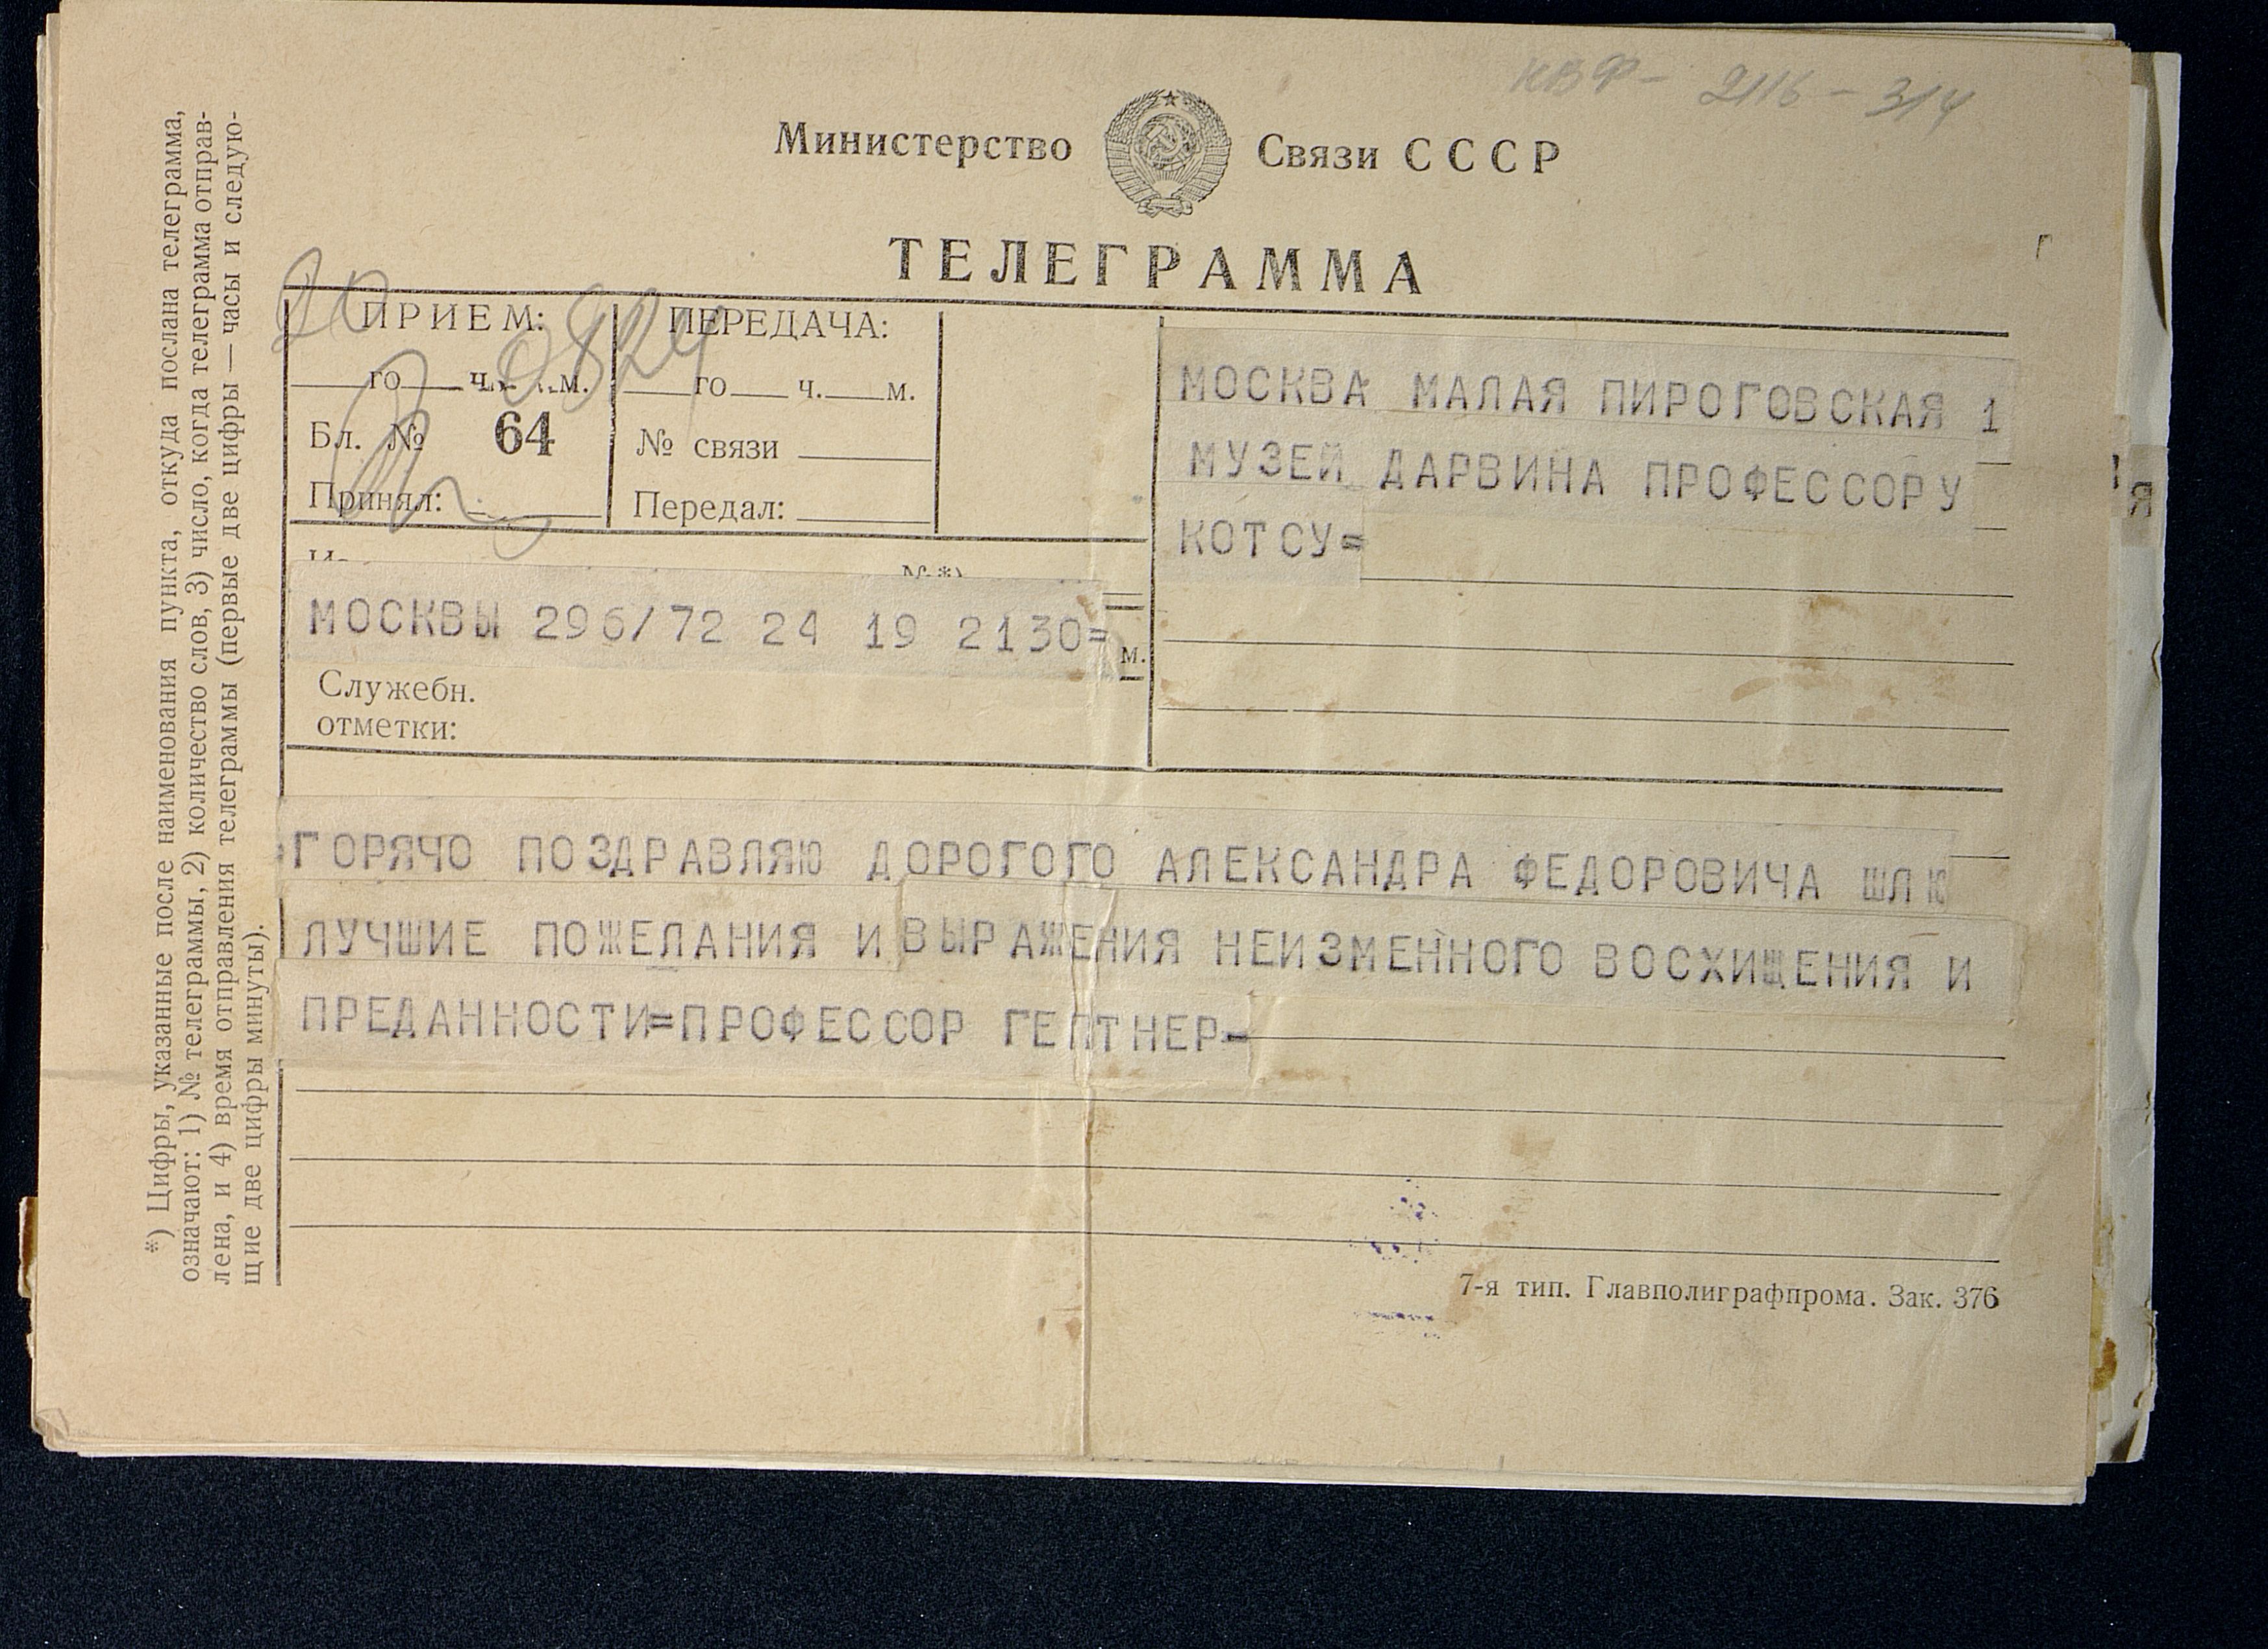 КВФ- 2116-314
Министерство Связи СССР
ТЕЛЕГРАММА
20 0824
ПРИЕМ: ПЕРЕДАЧА:
го ч. м. го ч. м.
Бл. № 64 № связи
Принял: Передал:
МОСКВА МАЛАЯ ПИРОГОВСКАЯ 1
МУЗЕЙ ДАРВИНА ПРОФЕССОРУ
КОТСУ=
№*)
МОСКВЫ 296/72 24 19 2130=
м.
Служебн.
отметки:
ГОРЯЧО ПОЗДРАВЛЯЮ ДОРОГОГО АЛЕКСАНДРА ФЕДОРОВИЧА ШЛЮ
ЛУЧШИЕ ПОЖЕЛАНИЯ И ВЫРАЖЕНИЯ НЕИЗМЕННОГО ВОСХИЩЕНИЯ И
ПРЕДАННОСТИ=ПРОФЕССОР ГЕПТНЕР-
*) Цифры, указанные после наименования пункта, откуда послана телеграмма,
означают: 1) № телеграммы, 2) количество слов, 3) число, когда телеграмма отправ-
лена, и 4) время отправления телеграммы (первые две цифры — часы и следую-
щие две цифры минуты).
7-я тип. Главполиграфпрома. Зак. 376
Я